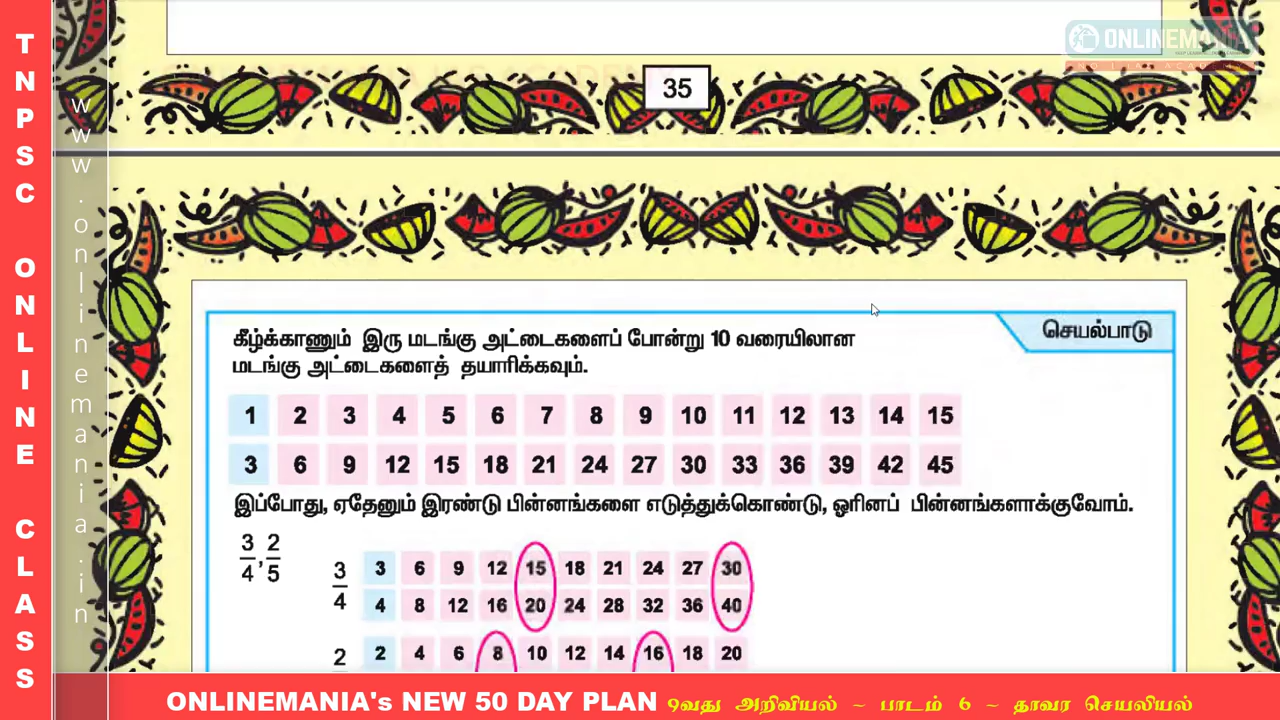 TNPSC ONLINE CLASS
www.onlinemania.in
ONLINEMANIA
35
செயல்பாடு
கீழ்க்காணும் இரு மடங்கு அட்டைகளைப் போன்று 10 வரையிலான
மடங்கு அட்டைகளைத் தயாரிக்கவும்.
1 2 3 4 5 6 7 8 9 10 11 12 13 14 15
3 6 9 12 15 18 21 24 27 30 33 36 39 42 45
இப்போது, ஏதேனும் இரண்டு பின்னங்களை எடுத்துக்கொண்டு, ஓரினப் பின்னங்களாக்குவோம்.
3/4, 2/5
3/4
3 6 9 12 15 18 21 24 27 30
4 8 12 16 20 24 28 32 36 40
2
2 4 6 8 10 12 14 16 18 20
ONLINEMANIA's NEW 50 DAY PLAN 9வது அறிவியல் ~ பாடம் 6 ~ தாவர செயலியல்